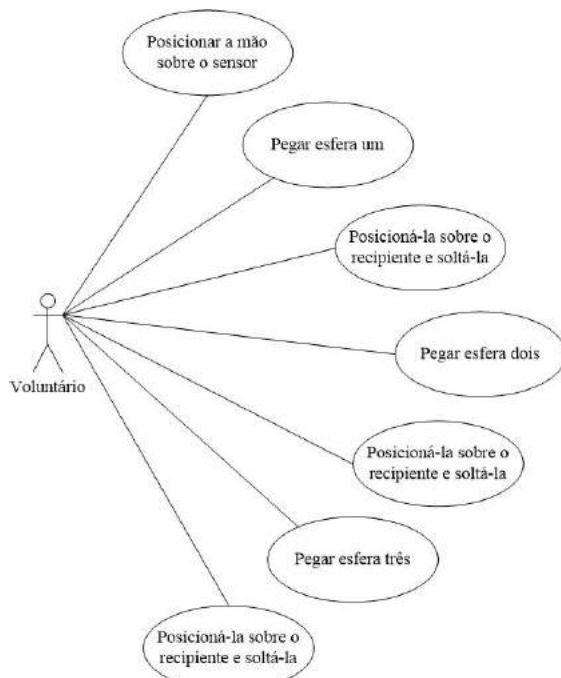 Posicionar a mão
sobre o sensor
Pegar esfera um
Posicioná-la sobre o
recipiente e soltá-la
Pegar esfera dois
Voluntário
Posicioná-la sobre o
recipiente e soltá-la
Pegar esfera três
Posicioná-la sobre o
recipiente e soltá-la